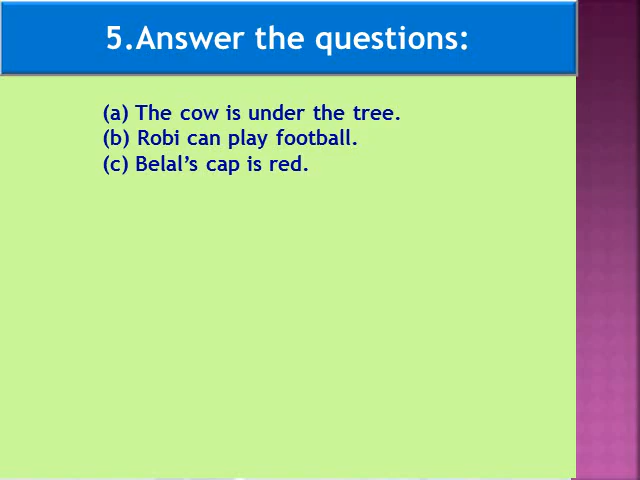 5.Answer the questions:
(a) The cow is under the tree.
(b) Robi can play football.
(c) Belal’s cap is red.